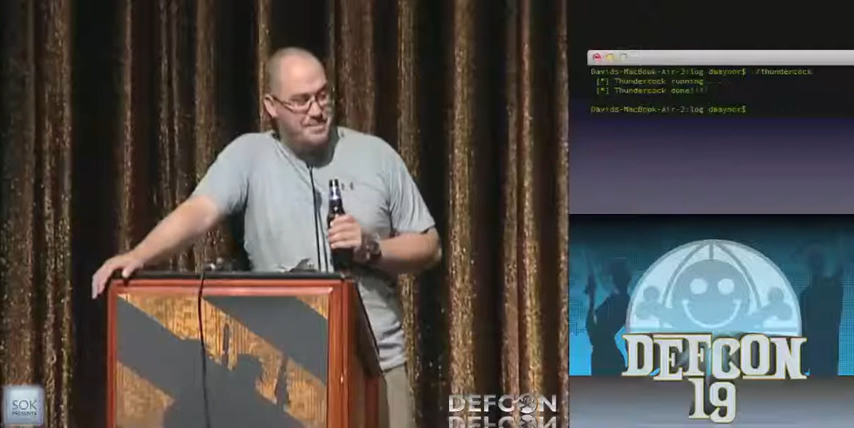 Davids-MacBook-Air-2:log dmaynor$ ./thundercock
[*] Thundercock running...
[*] Thundercock done!!!!
Davids-MacBook-Air-2:log dmaynor$
DEFCON
19
DEFCON
SOK
PRESENTS